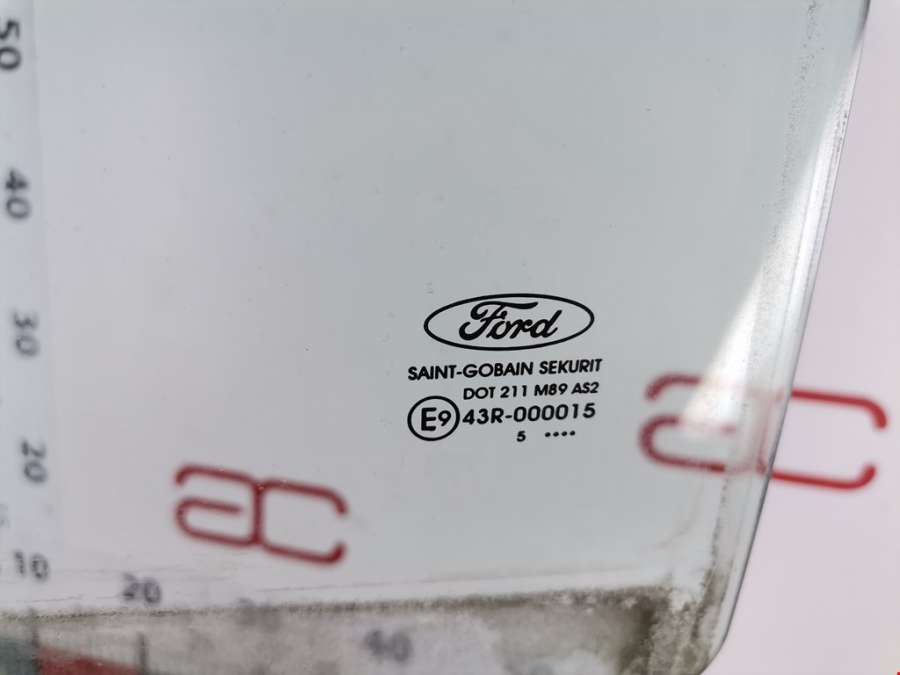 50
40
30
20
10
Ford
SAINT-GOBAIN SEKURIT
DOT 211 M89 AS2
E9 43R-000015
5 ••••
ac
ac
20
40